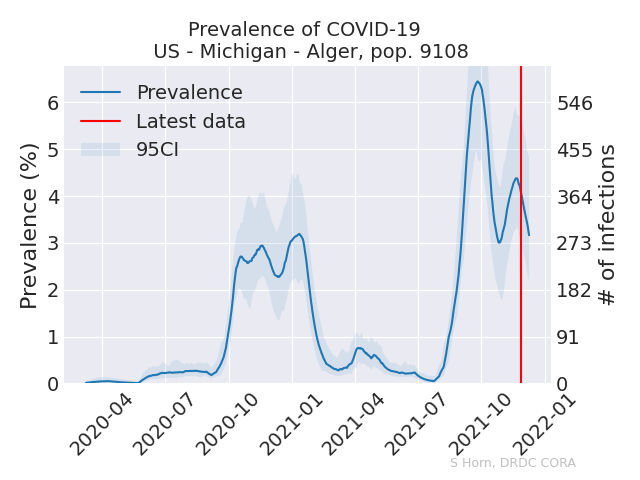 Prevalence of COVID-19
US - Michigan - Alger, pop. 9108
Prevalence
Latest data
95CI
Prevalence (%)
6
5
4
3
2
1
0
# of infections
546
455
364
273
182
91
0
2020-04
2020-07
2020-10
2021-01
2021-04
2021-07
2021-10
2022-01
S Horn, DRDC CORA